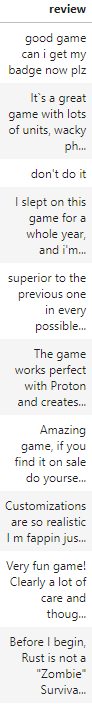 review
good game
can i get my
badge now plz
It`s a great
game with lots
of units, wacky
ph...
don't do it
I slept on this
game for a
whole year,
and i'm...
superior to the
previous one
in every
possible...
The game
works perfect
with Proton
and creates...
Amazing
game, if you
find it on sale
do yourse...
Customizations
are so realistic
I m fappin jus...
Very fun game!
Clearly a lot of
care and
thoug...
Before I begin,
Rust is not a
"Zombie"
Surviva...